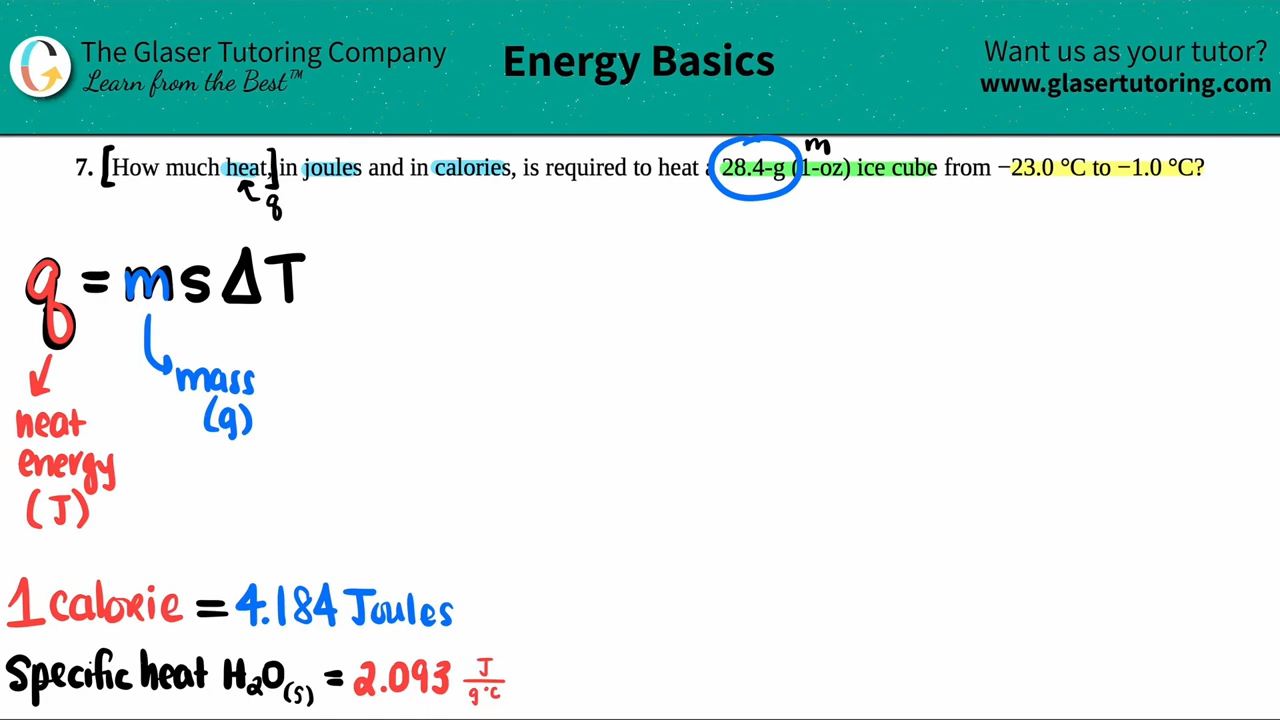 The Glaser Tutoring Company
Learn from the Best™
Energy Basics
Want us as your tutor?
www.glasertutoring.com
m
7. [How much heat,] in joules and in calories, is required to heat a 28.4-g (1-oz) ice cube from −23.0 °C to −1.0 °C?
q
q = m s Δ T
mass
(g)
heat
energy
(J)
1 calorie = 4.184 Joules
Specific heat H₂O(s) = 2.093 J/g°C